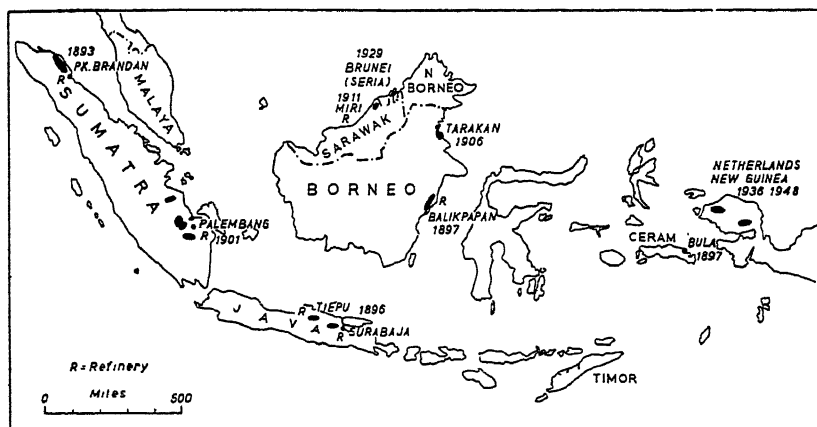 1893
PK. BRANDAN
R
MALAYA
SUMATRA
PALEMBANG
R 1901
1929
BRUNEI
(SERIA)
1911
MIRI
R
N
BORNEO
SARAWAK
TARAKAN
1906
BORNEO
R
BALIKPAPAN
1897
NETHERLANDS
NEW GUINEA
1936 1948
CERAM
BULA
1897
TJEPU 1896
R
JAVA
R SURABAJA
TIMOR
R = Refinery
Miles
0 500